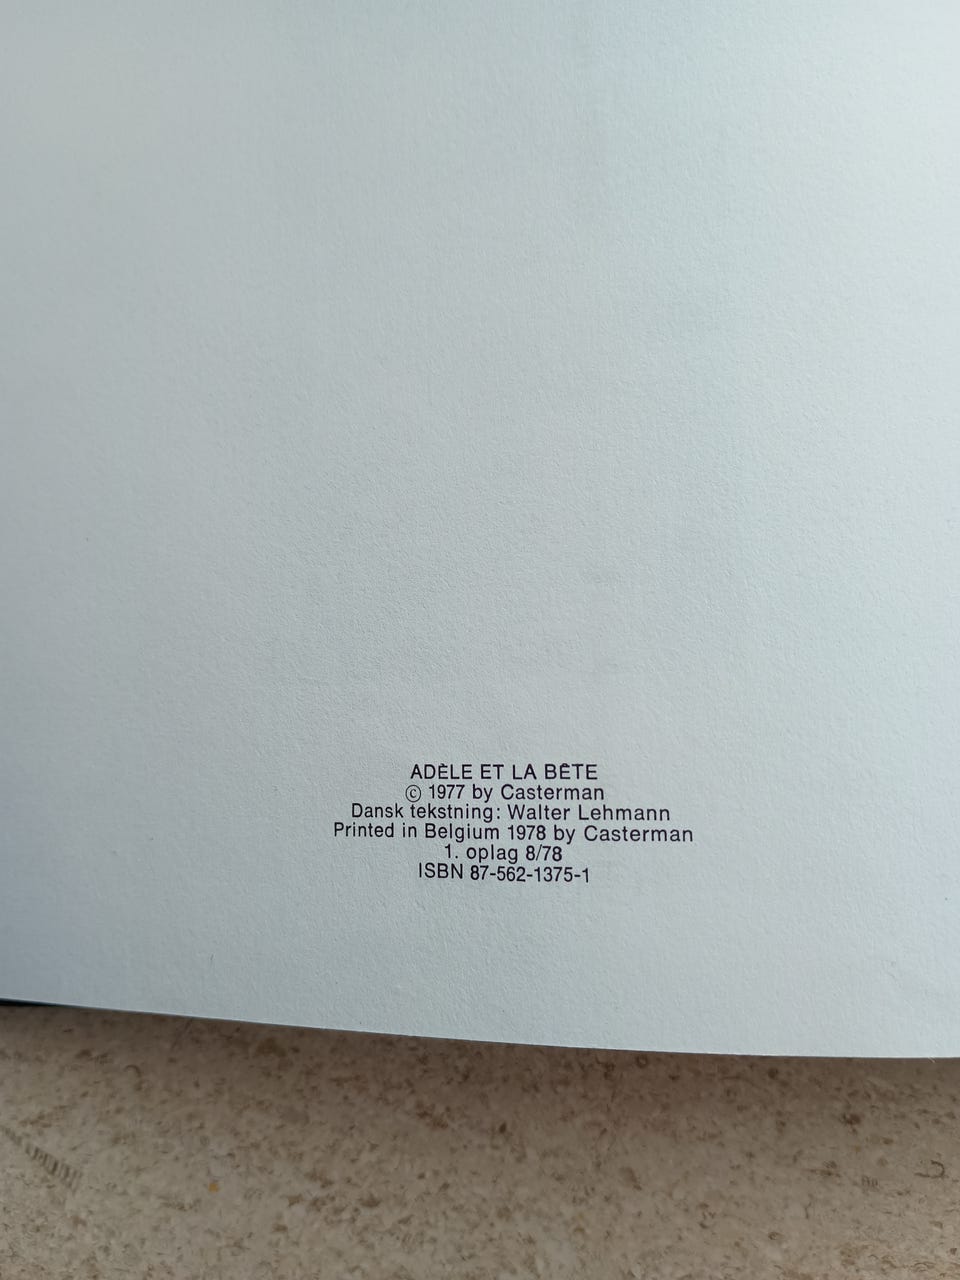 ADÈLE ET LA BÊTE
© 1977 by Casterman
Dansk tekstning: Walter Lehmann
Printed in Belgium 1978 by Casterman
1. oplag 8/78
ISBN 87-562-1375-1